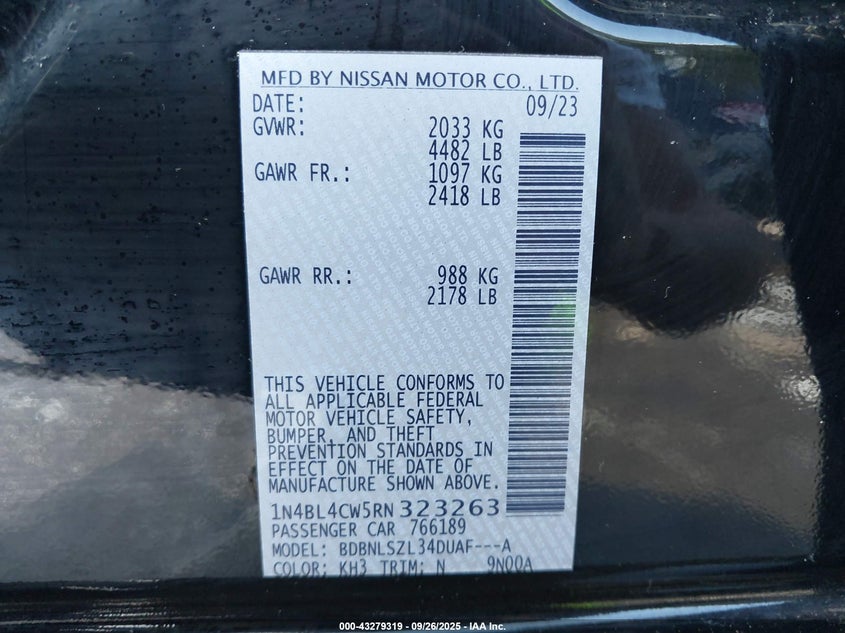 MFD BY NISSAN MOTOR CO., LTD.
DATE: 09/23
GVWR: 2033 KG
4482 LB
GAWR FR.: 1097 KG
2418 LB
GAWR RR.: 988 KG
2178 LB
THIS VEHICLE CONFORMS TO
ALL APPLICABLE FEDERAL
MOTOR VEHICLE SAFETY,
BUMPER, AND THEFT
PREVENTION STANDARDS IN
EFFECT ON THE DATE OF
MANUFACTURE SHOWN ABOVE.
1N4BL4CW5RN323263
PASSENGER CAR 766189
MODEL: BDBNLSZL34DUAF---A
COLOR: KH3 TRIM: N 9N00A
000-43279319 - 09/26/2025 - IAA Inc.